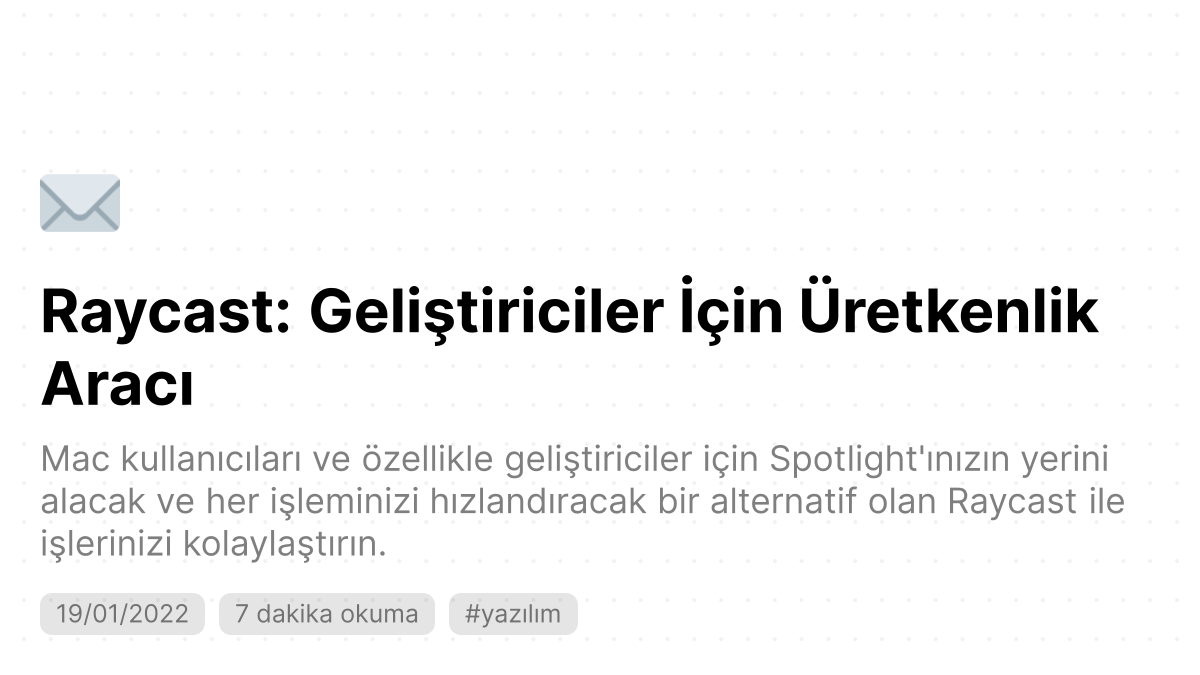 Raycast: Geliştiriciler İçin Üretkenlik
Aracı
Mac kullanıcıları ve özellikle geliştiriciler için Spotlight'ınızın yerini
alacak ve her işleminizi hızlandıracak bir alternatif olan Raycast ile
işlerinizi kolaylaştırın.
19/01/2022 7 dakika okuma #yazılım